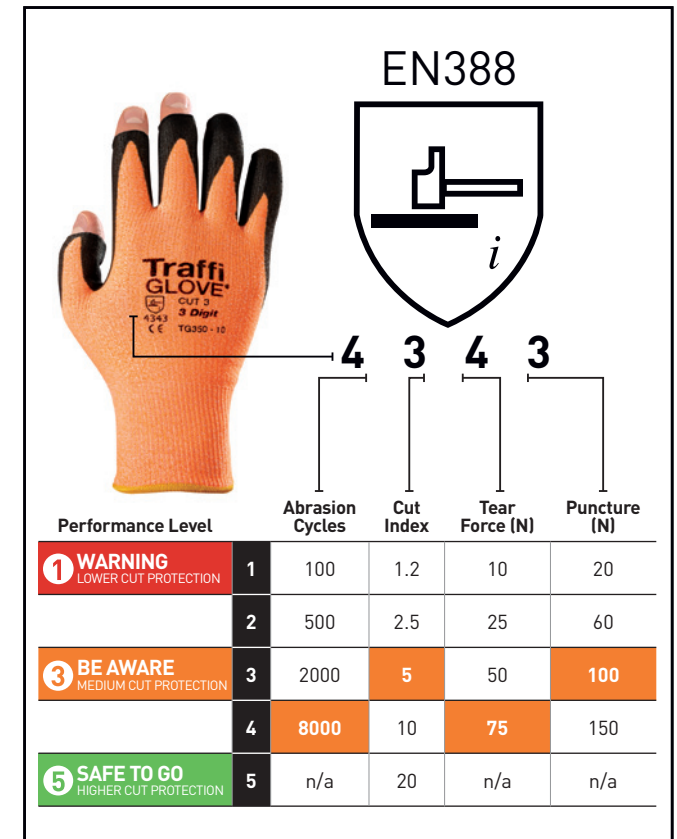 EN388
i
Traffi
GLOVE
CUT 3
3 Digit
4343
CE TG350 - 10
4 3 4 3
Performance Level Abrasion Cycles Cut Index Tear Force (N) Puncture (N)
1 WARNING LOWER CUT PROTECTION 1 100 1.2 10 20
2 500 2.5 25 60
3 BE AWARE MEDIUM CUT PROTECTION 3 2000 5 50 100
4 8000 10 75 150
5 SAFE TO GO HIGHER CUT PROTECTION 5 n/a 20 n/a n/a